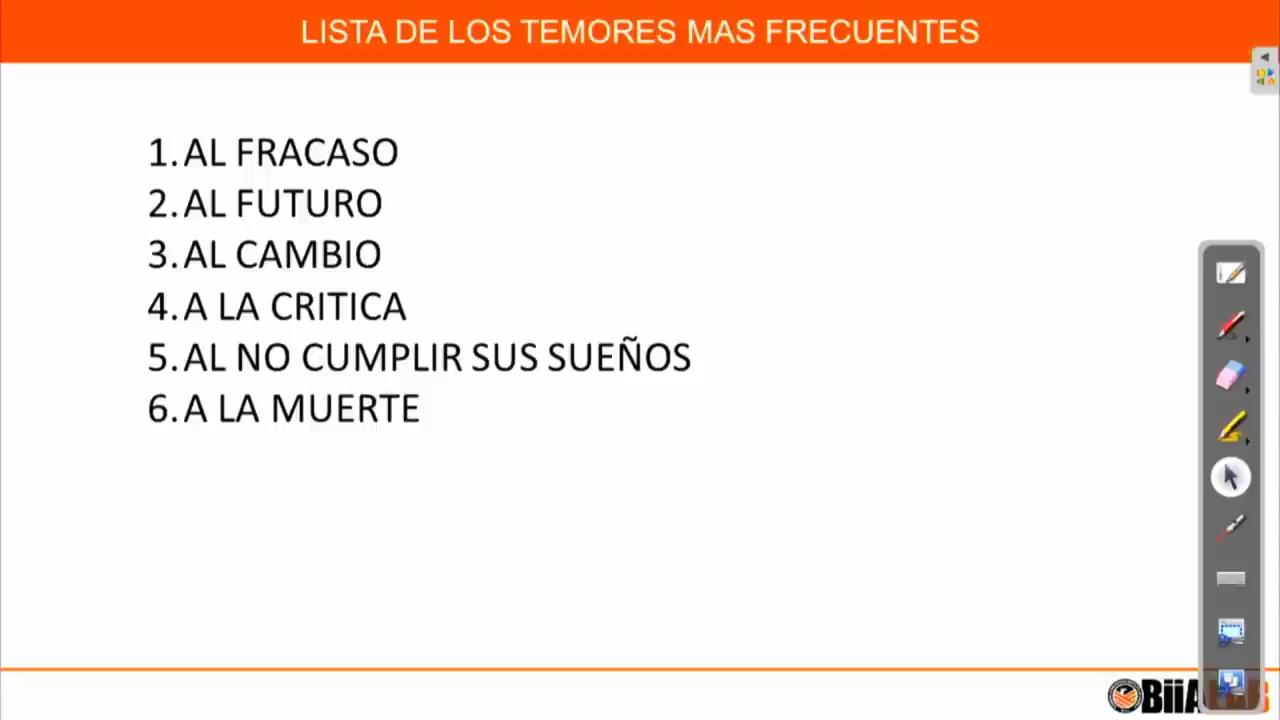 LISTA DE LOS TEMORES MAS FRECUENTES
1. AL FRACASO
2. AL FUTURO
3. AL CAMBIO
4. A LA CRITICA
5. AL NO CUMPLIR SUS SUEÑOS
6. A LA MUERTE